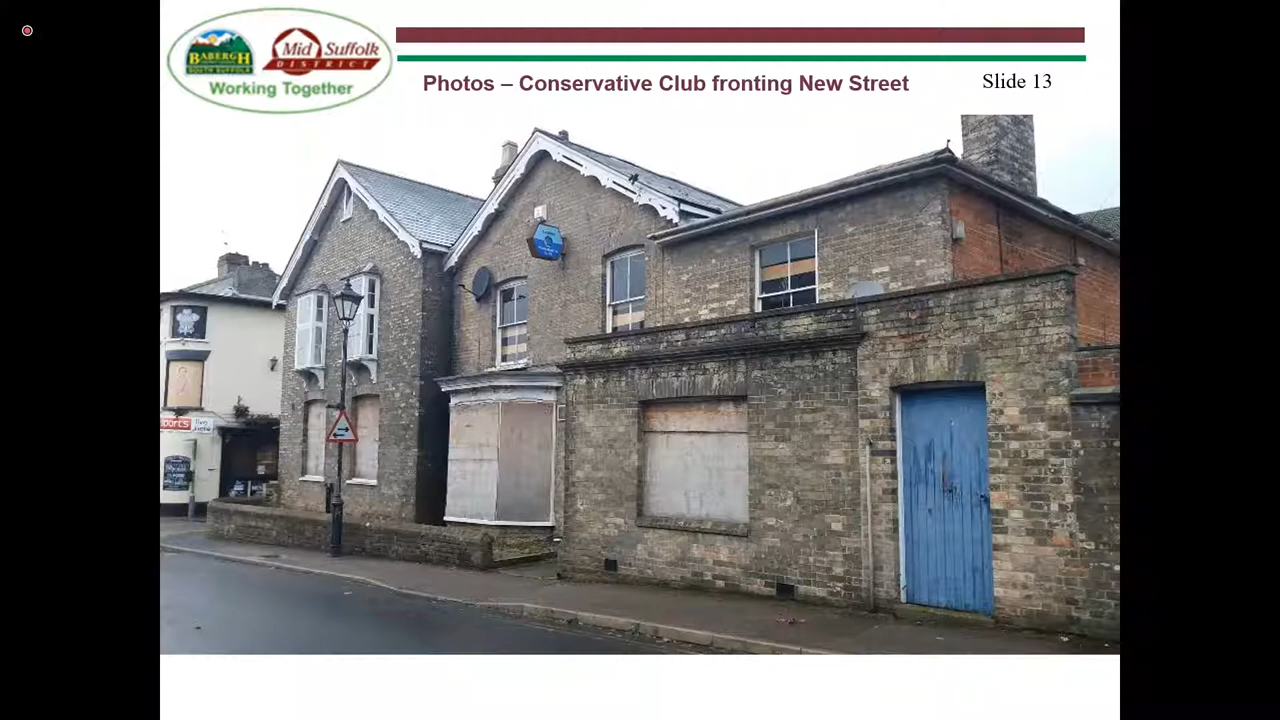 BABERGH
SOUTH SUFFOLK
Mid Suffolk
DISTRICT
Working Together
Photos – Conservative Club fronting New Street
Slide 13